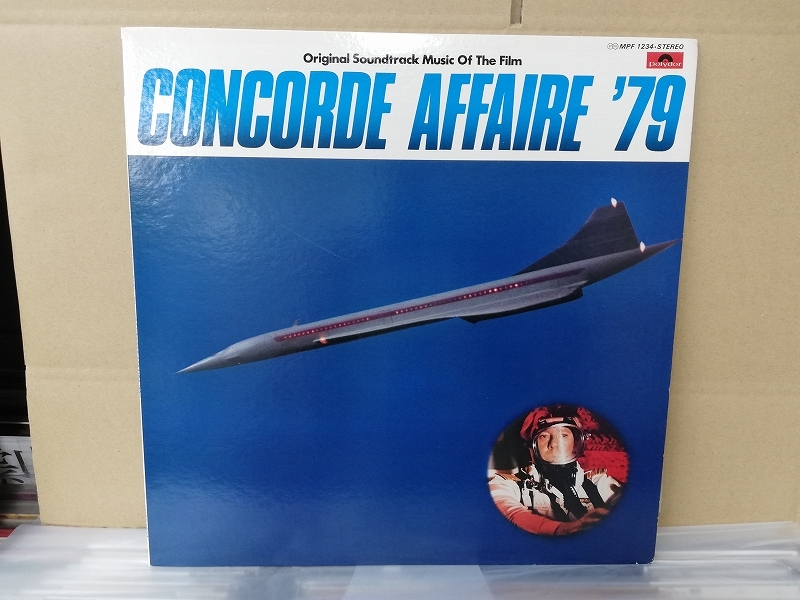 MPF 1234·STEREO
Original Soundtrack Music Of The Film
polydor
CONCORDE AFFAIRE '79